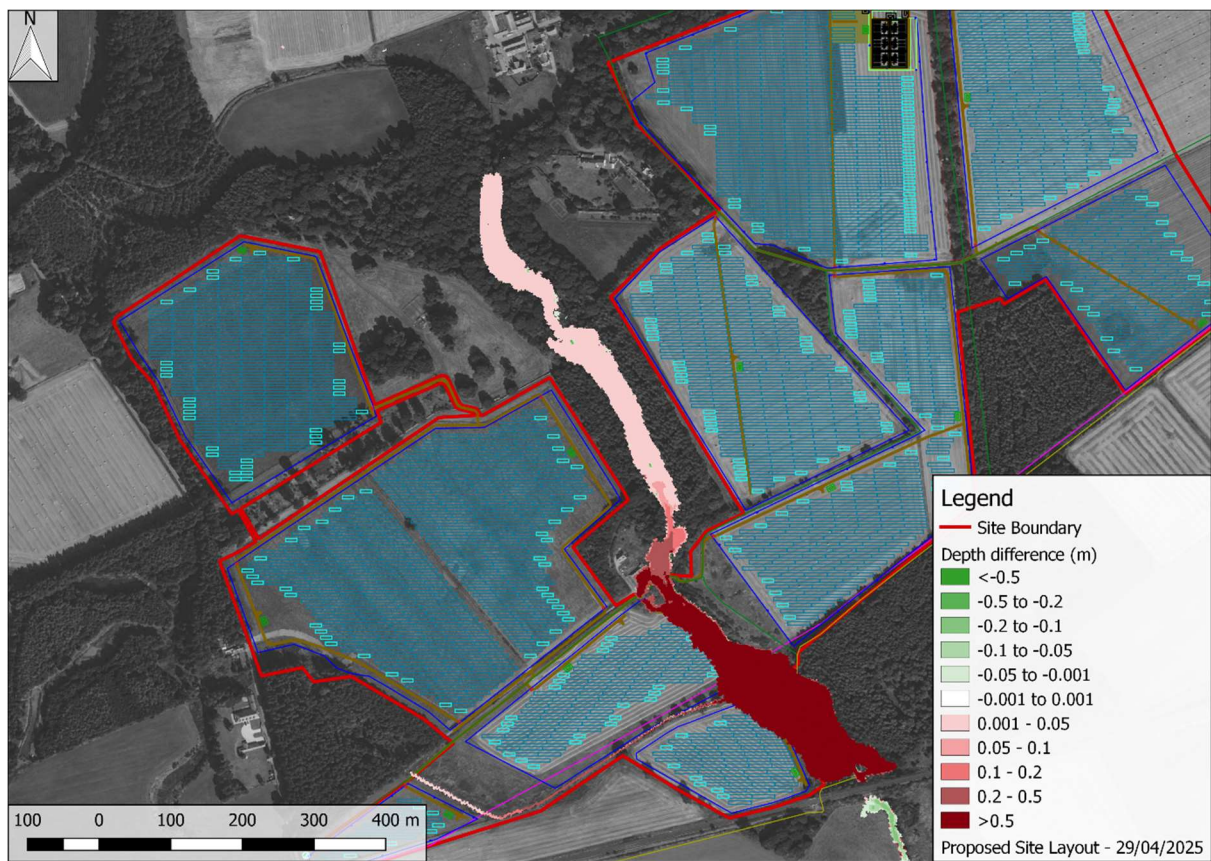 N
Legend
Site Boundary
Depth difference (m)
<-0.5
-0.5 to -0.2
-0.2 to -0.1
-0.1 to -0.05
-0.05 to -0.001
-0.001 to 0.001
0.001 - 0.05
0.05 - 0.1
0.1 - 0.2
0.2 - 0.5
>0.5
Proposed Site Layout - 29/04/2025
100 0 100 200 300 400 m